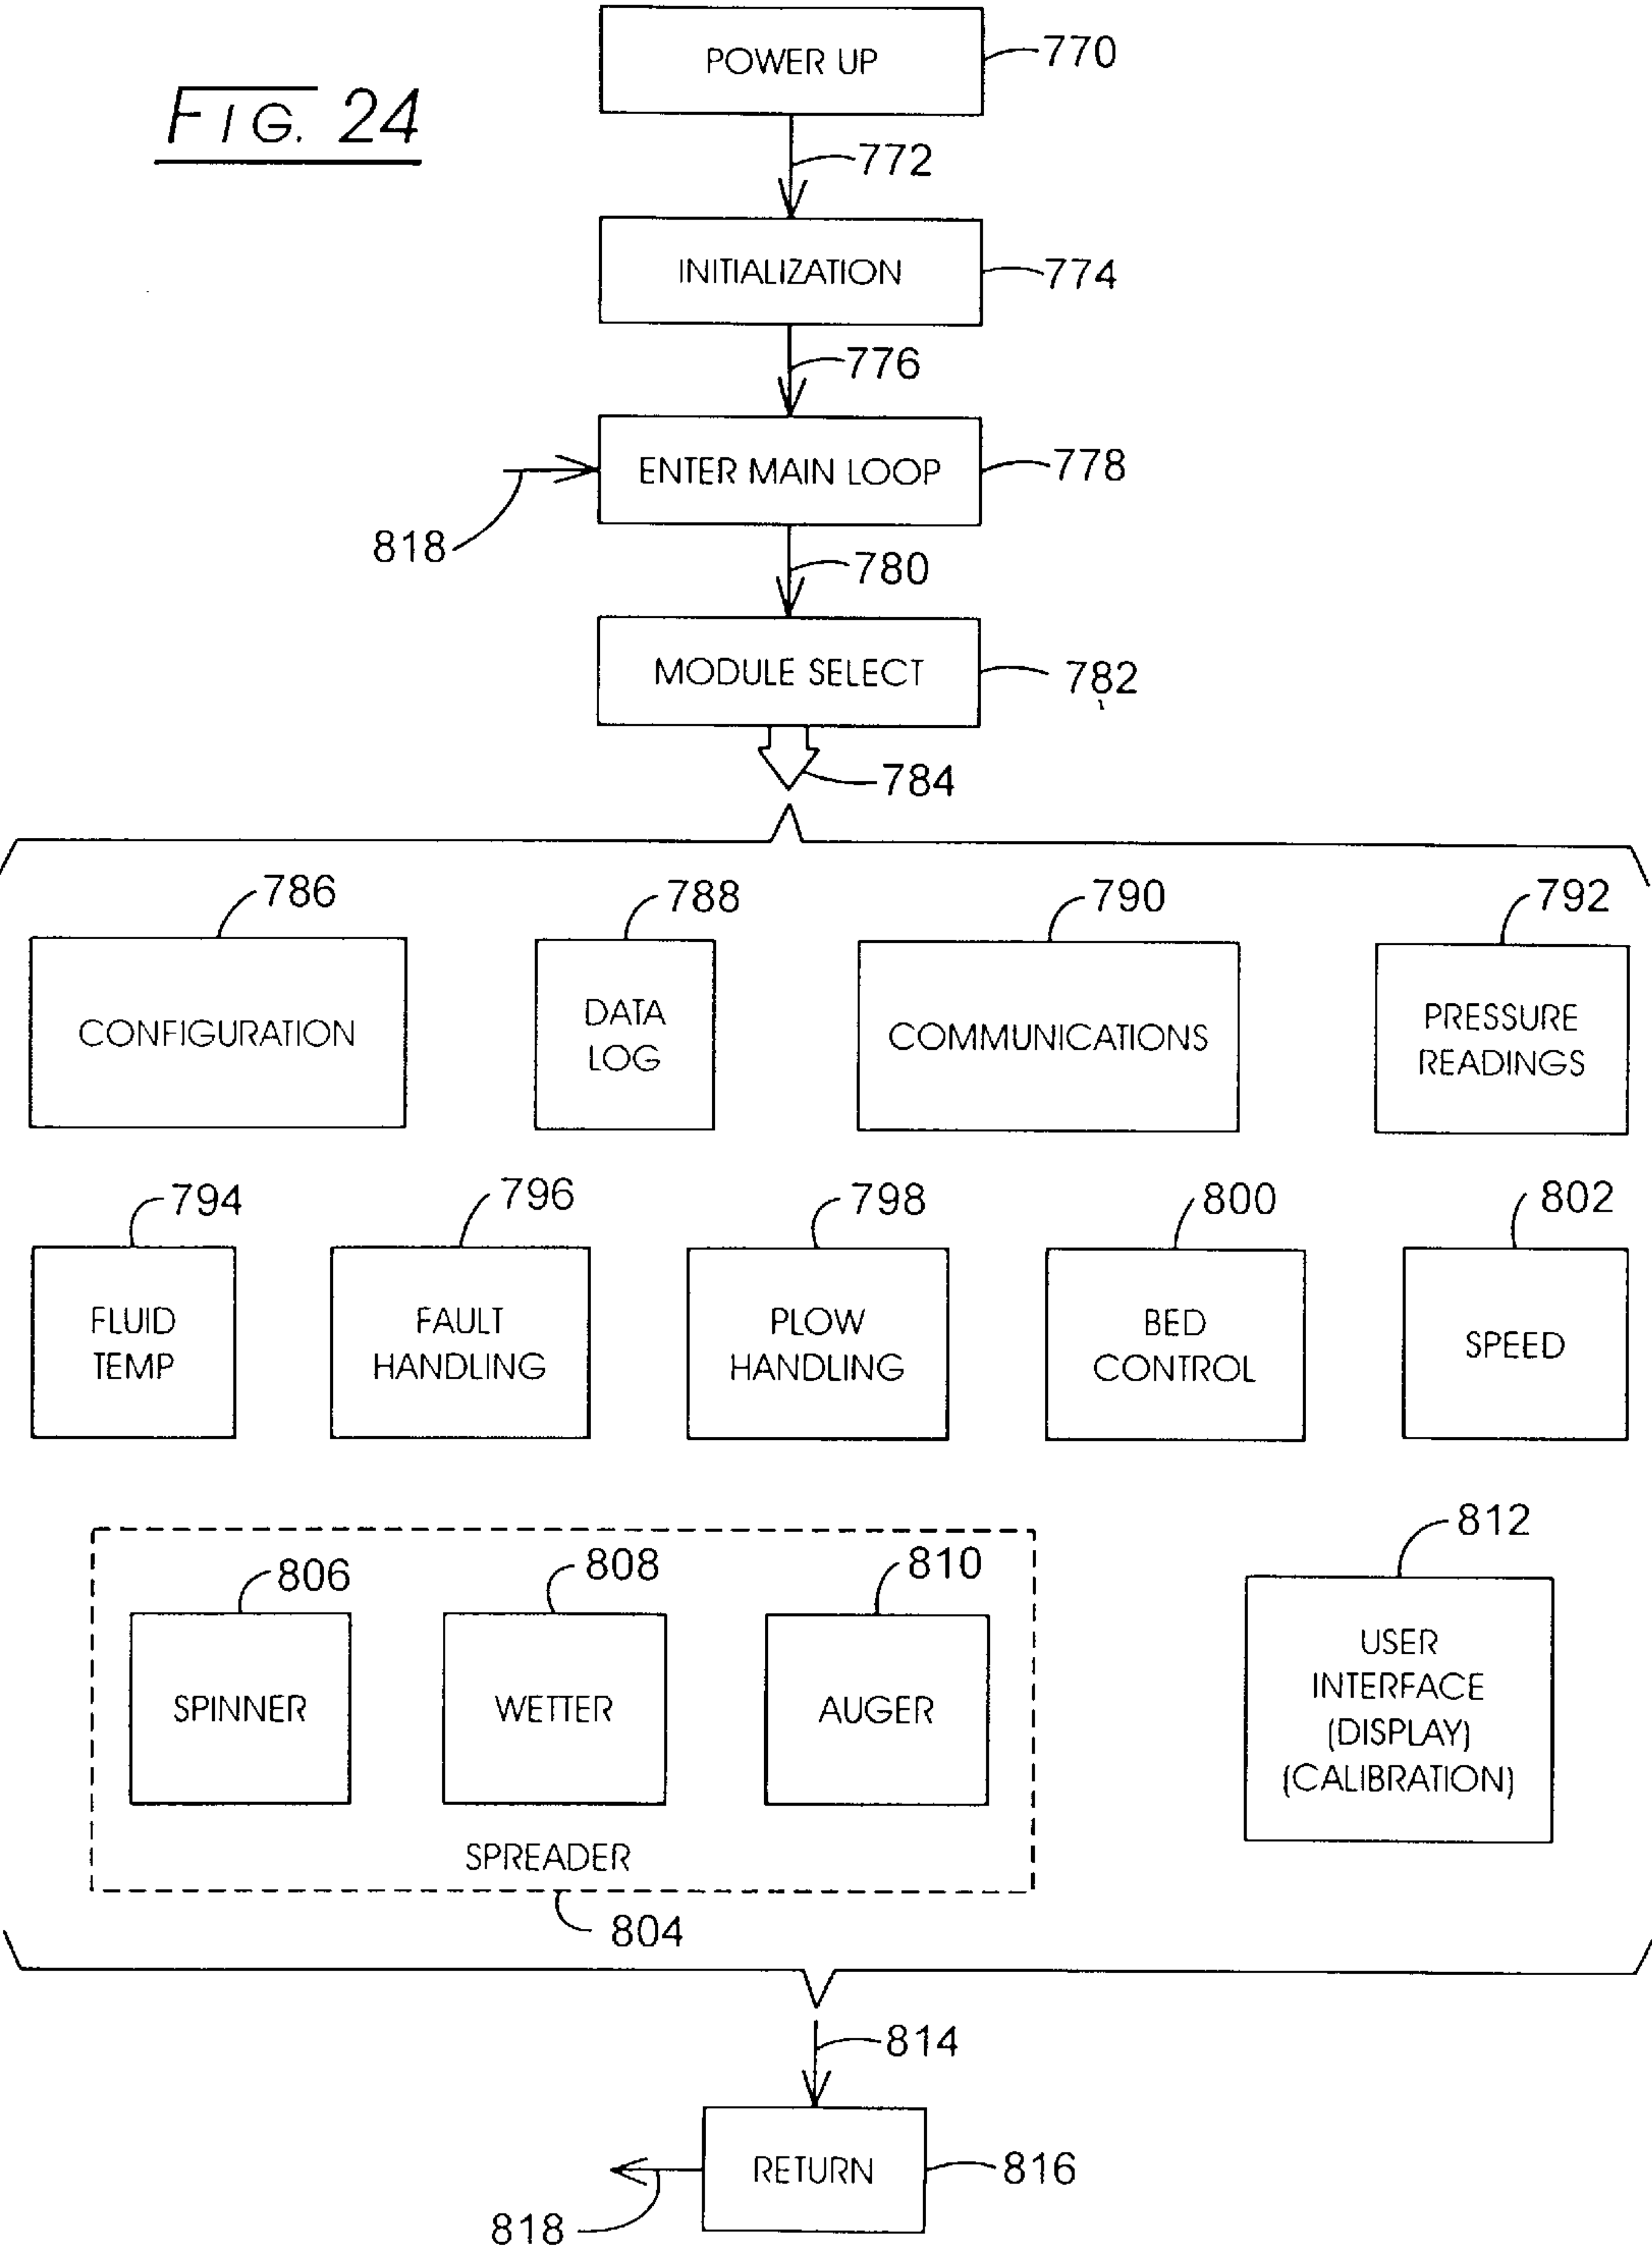 FIG. 24
POWER UP
770
772
INITIALIZATION
774
776
ENTER MAIN LOOP
778
818
780
MODULE SELECT
782
784
786
788
790
792
CONFIGURATION
DATA
LOG
COMMUNICATIONS
PRESSURE
READINGS
794
796
798
800
802
FLUID
TEMP
FAULT
HANDLING
PLOW
HANDLING
BED
CONTROL
SPEED
806
808
810
812
SPINNER
WETTER
AUGER
USER
INTERFACE
(DISPLAY)
(CALIBRATION)
SPREADER
804
814
RETURN
816
818